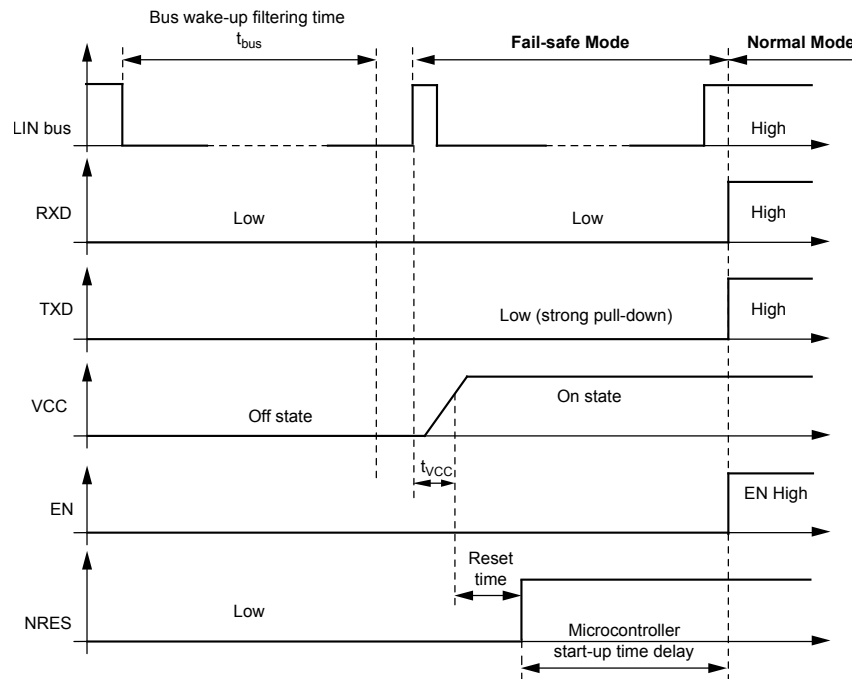 Bus wake-up filtering time
tbus
Fail-safe Mode
Normal Mode
LIN bus
High
RXD
Low
Low
High
TXD
Low (strong pull-down)
High
VCC
Off state
On state
tVCC
EN
EN High
Reset
time
NRES
Low
Microcontroller
start-up time delay